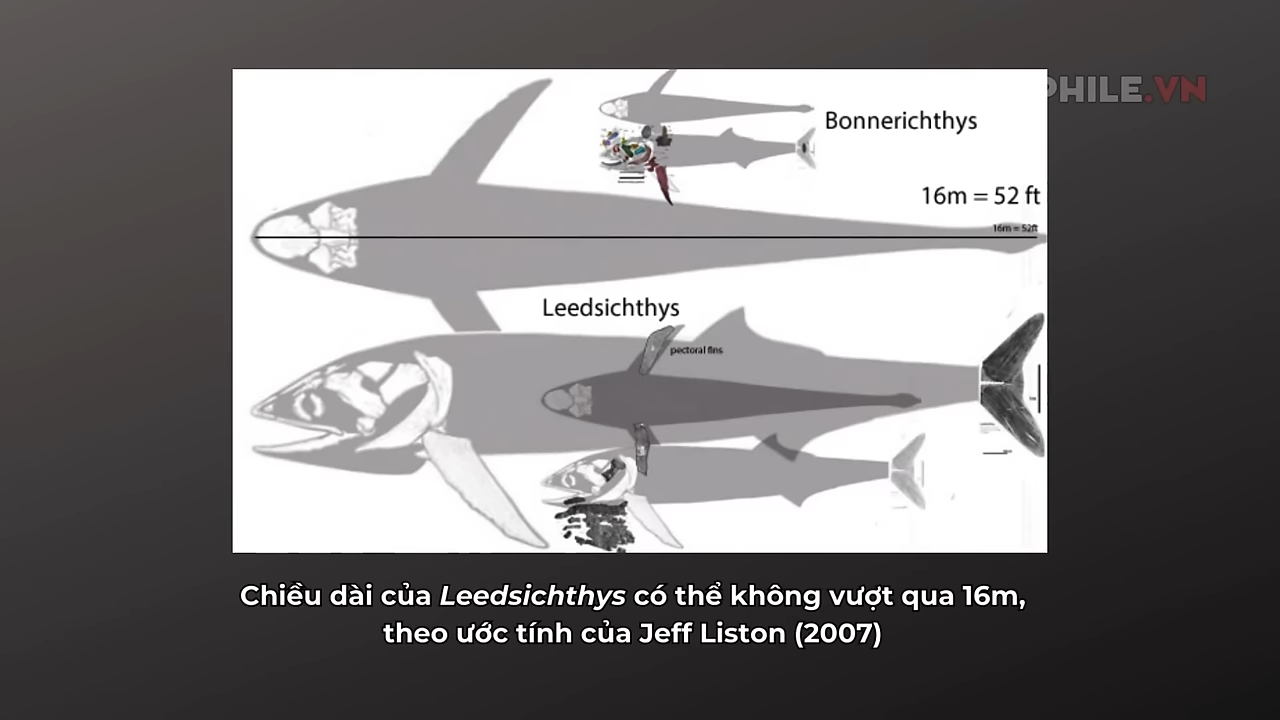 PHILE.VN
Bonnerichthys
16m = 52 ft
16m = 52ft
Leedsichthys
pectoral fins
Chiều dài của Leedsichthys có thể không vượt qua 16m,
theo ước tính của Jeff Liston (2007)